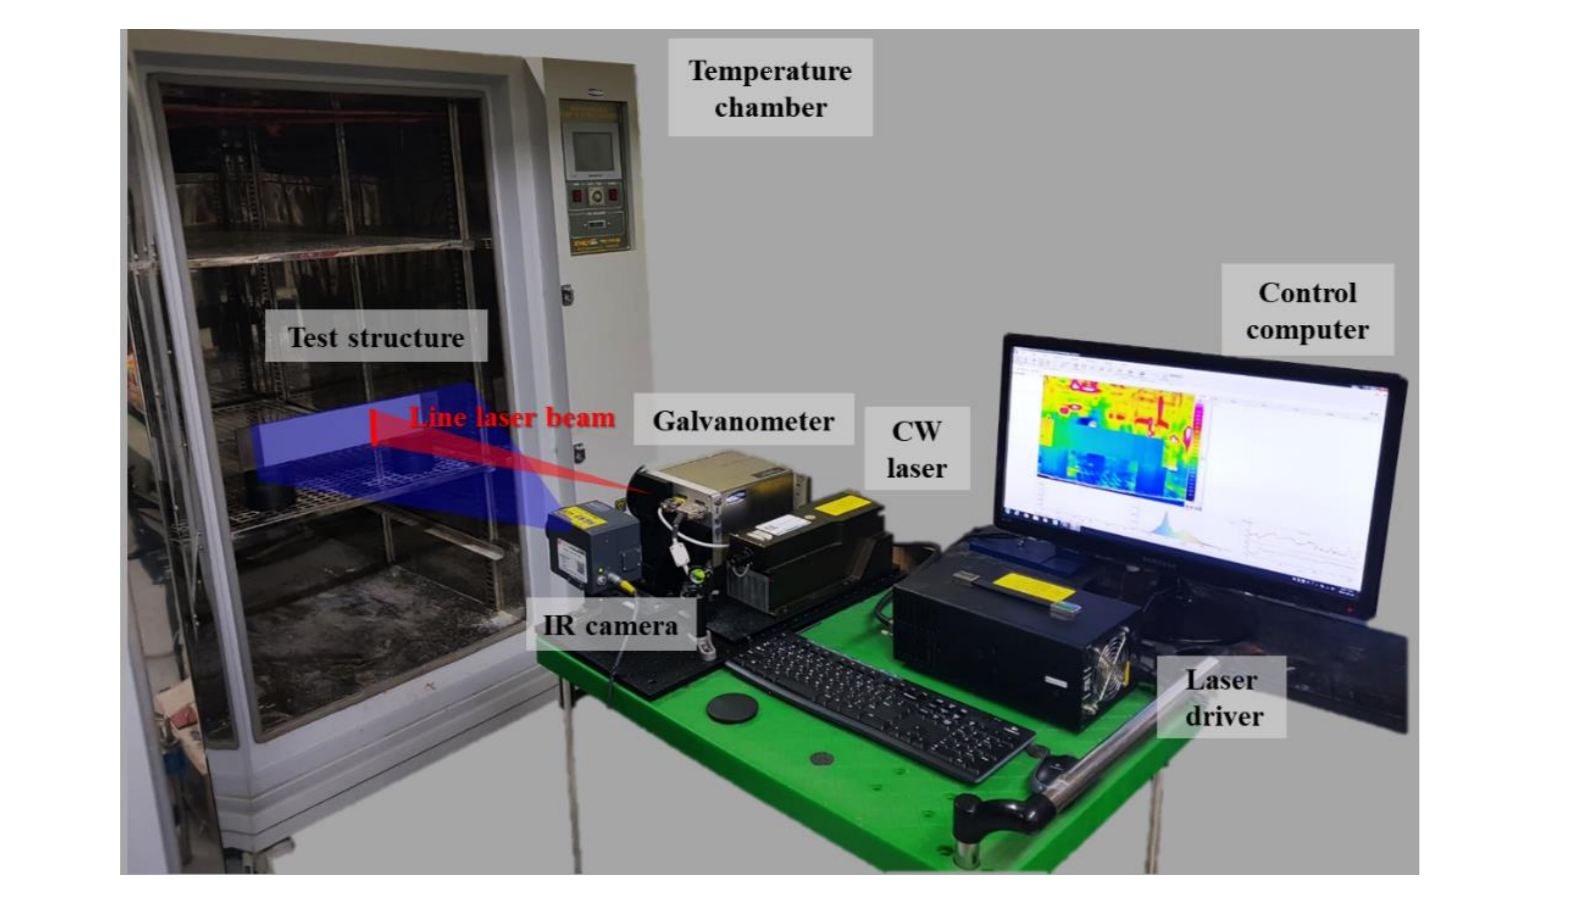 Temperature
chamber
Control
computer
Test structure
Line laser beam
Galvanometer
CW
laser
IR camera
Laser
driver